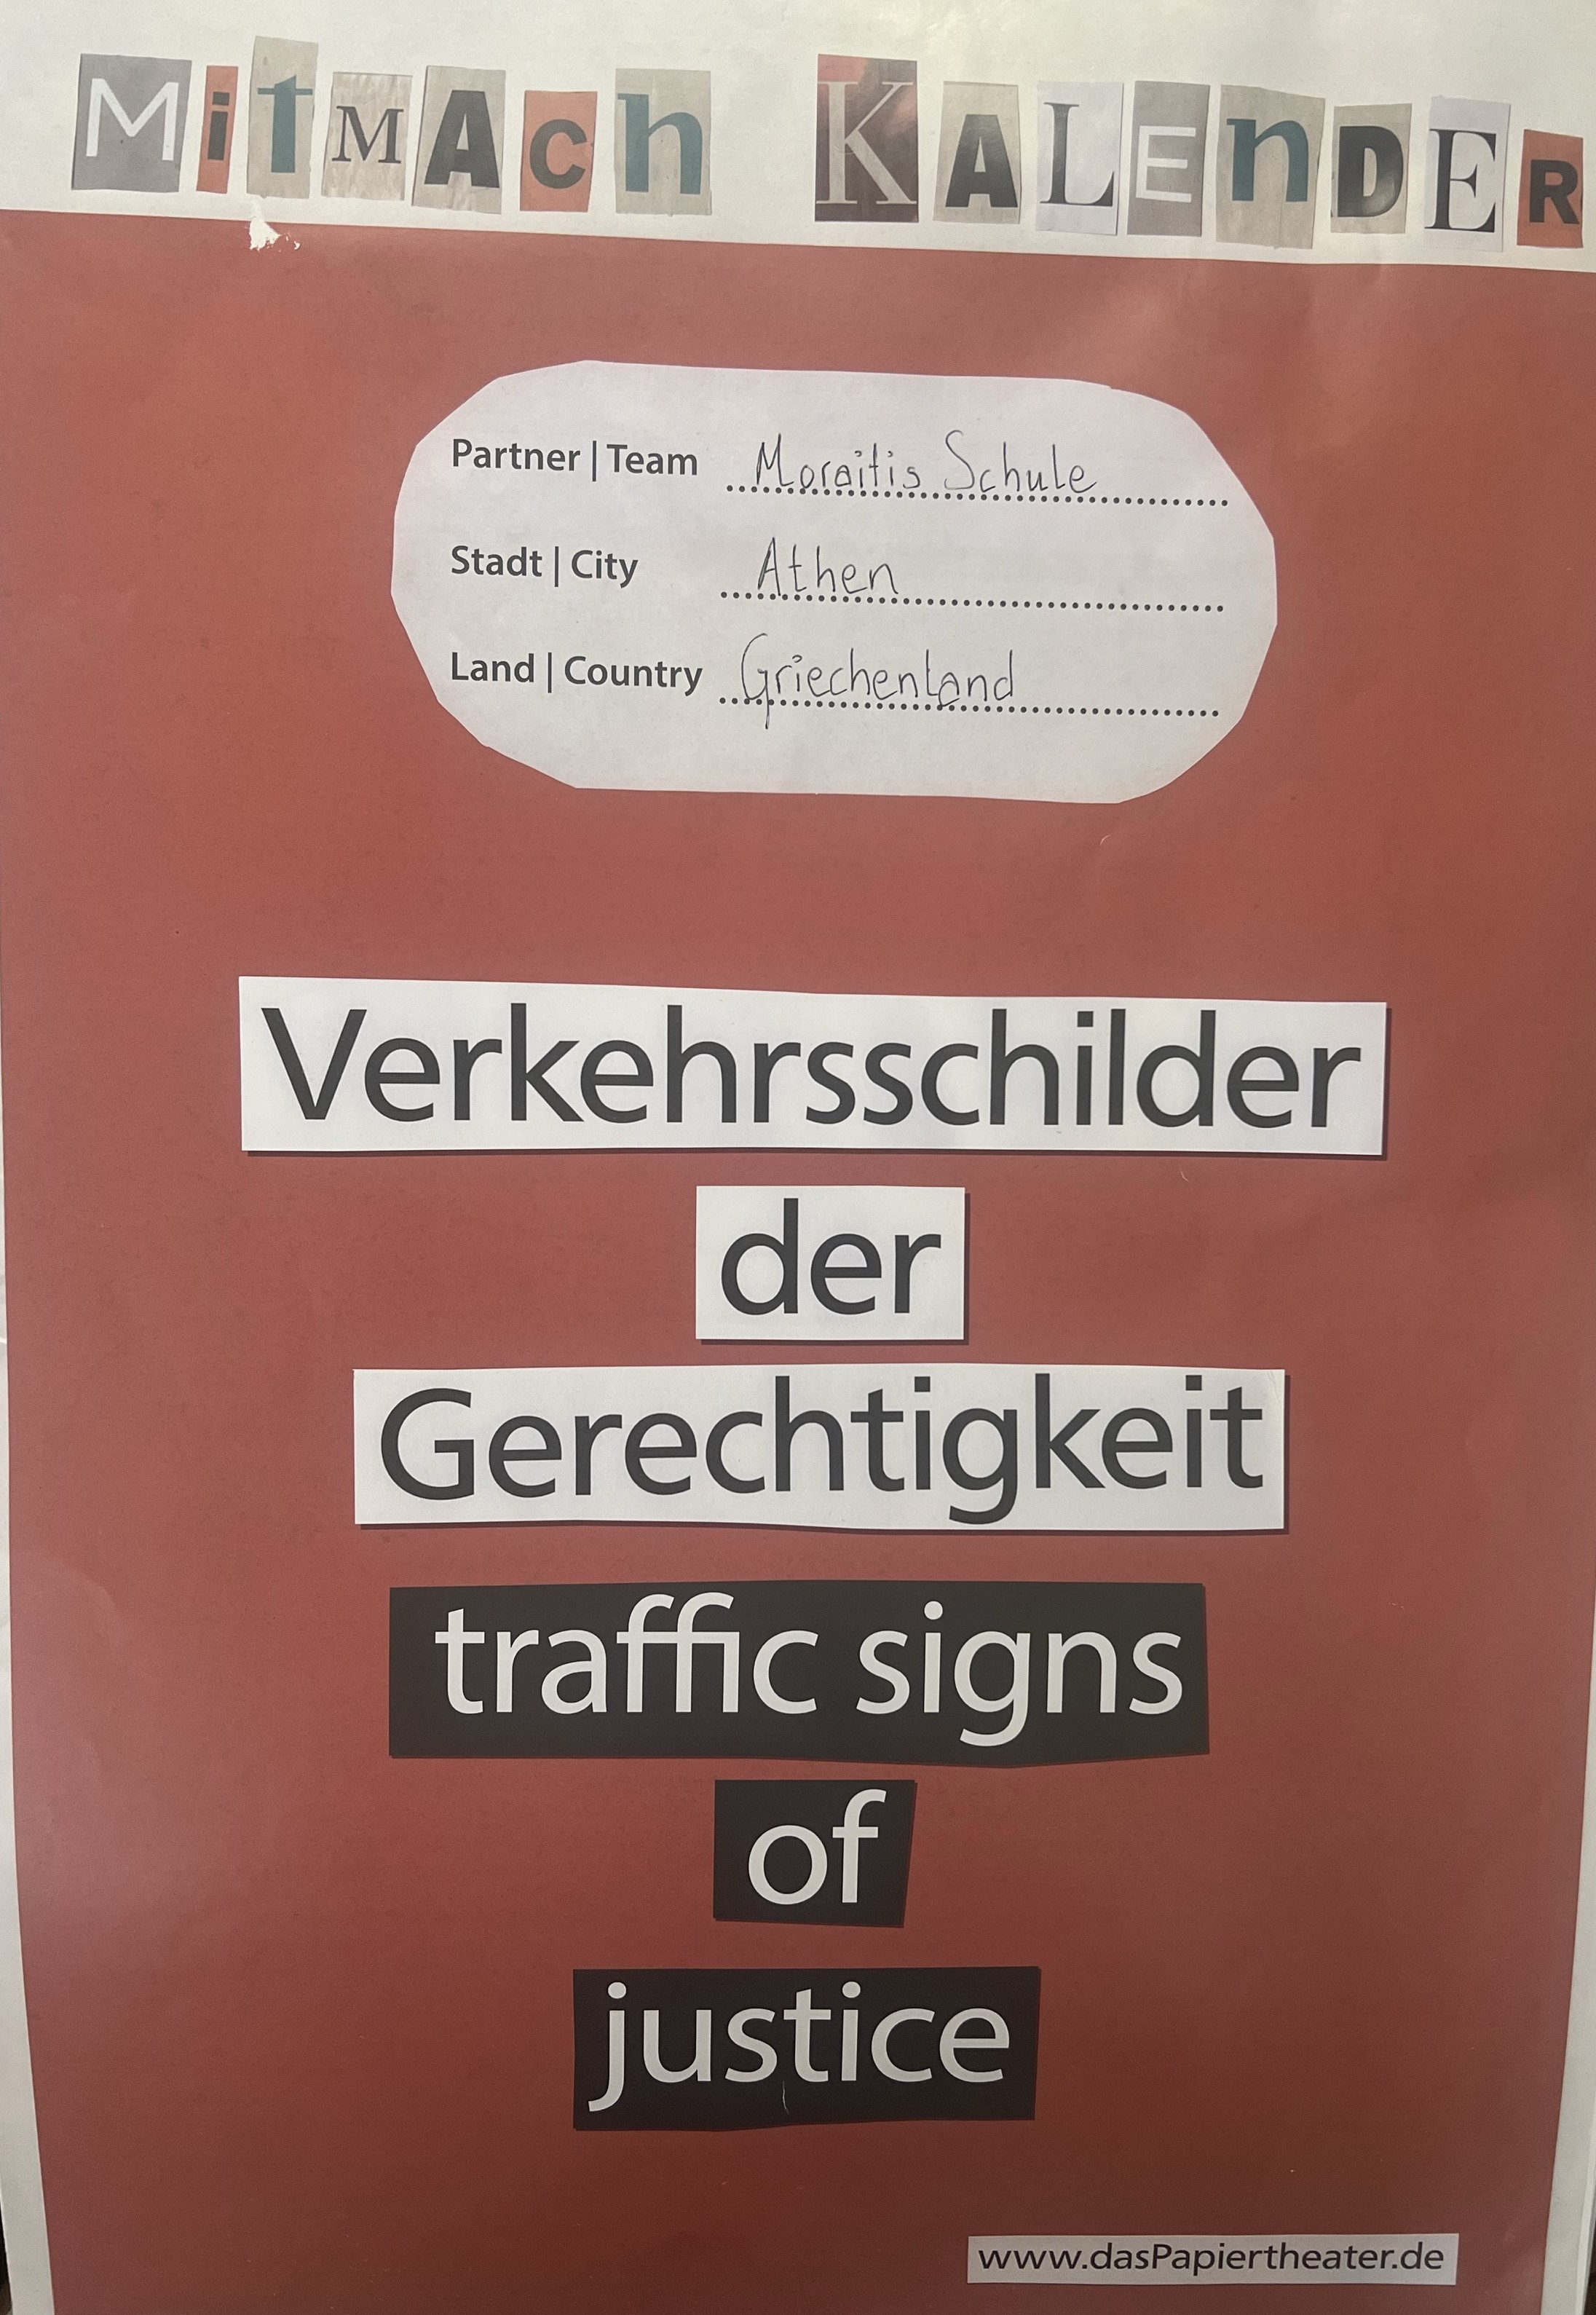 MitMAch KALEnDER
Partner | Team Moraitis Schule
Stadt | City Athen
Land | Country Griechenland
Verkehrsschilder
der
Gerechtigkeit
traffic signs
of
justice
www.dasPapiertheater.de